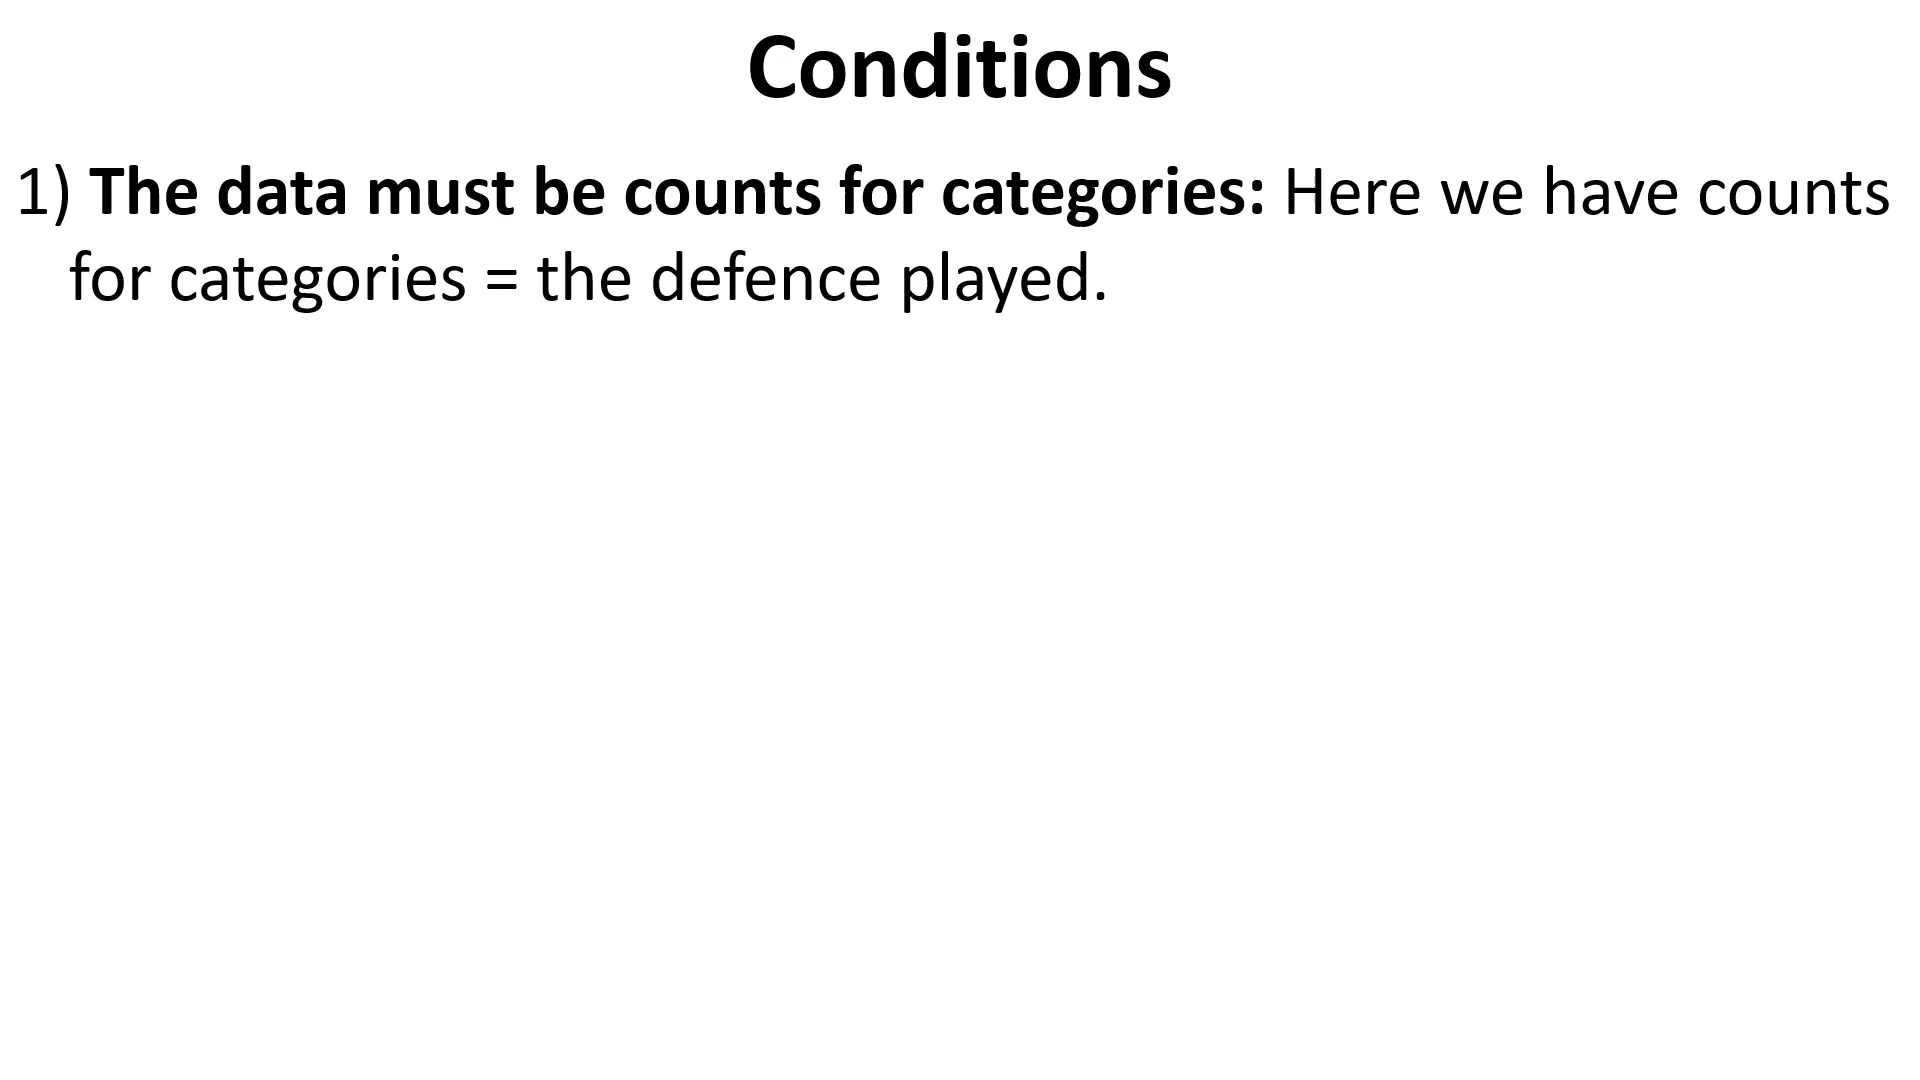 Conditions
1) The data must be counts for categories: Here we have counts
for categories = the defence played.